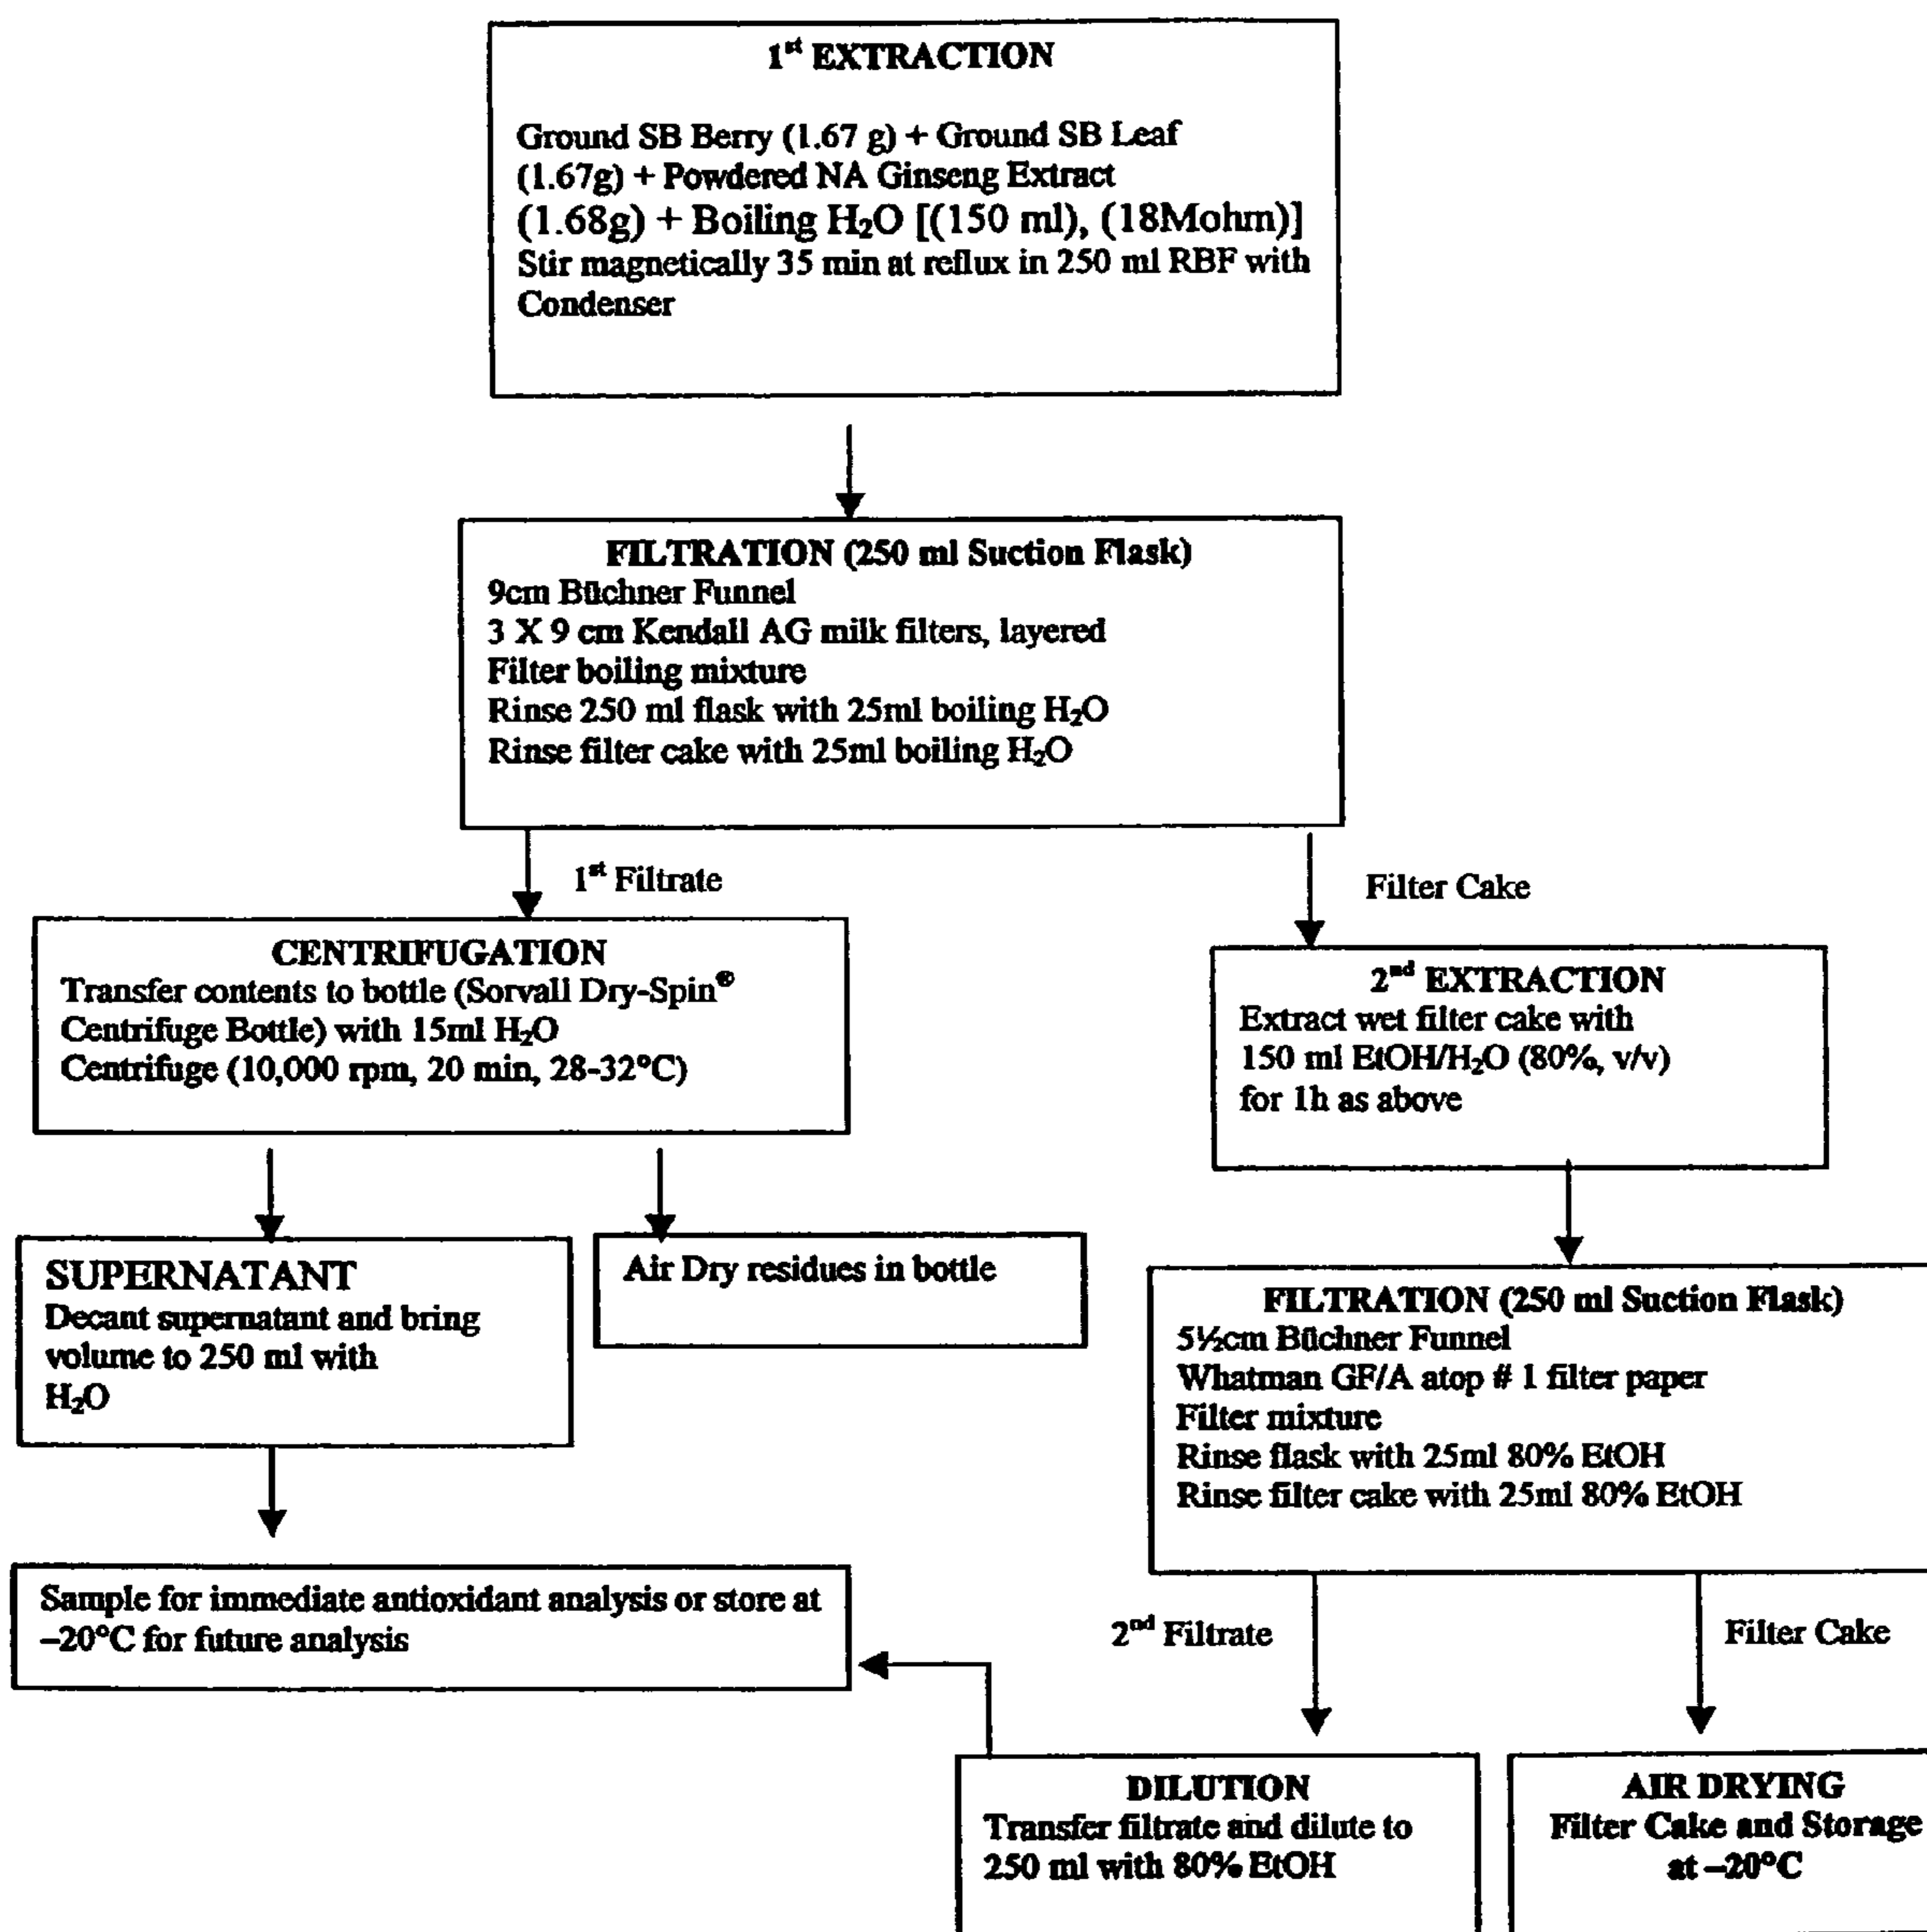 1st EXTRACTION
Ground SB Berry (1.67 g) + Ground SB Leaf
(1.67g) + Powdered NA Ginseng Extract
(1.68g) + Boiling H₂O [(150 ml), (18Mohm)]
Stir magnetically 35 min at reflux in 250 ml RBF with
Condenser
FILTRATION (250 ml Suction Flask)
9cm Büchner Funnel
3 X 9 cm Kendall AG milk filters, layered
Filter boiling mixture
Rinse 250 ml flask with 25ml boiling H₂O
Rinse filter cake with 25ml boiling H₂O
1st Filtrate
Filter Cake
CENTRIFUGATION
Transfer contents to bottle (Sorvall Dry-Spin®
Centrifuge Bottle) with 15ml H₂O
Centrifuge (10,000 rpm, 20 min, 28-32°C)
2nd EXTRACTION
Extract wet filter cake with
150 ml EtOH/H₂O (80%, v/v)
for 1h as above
SUPERNATANT
Decant supernatant and bring
volume to 250 ml with
H₂O
Air Dry residues in bottle
FILTRATION (250 ml Suction Flask)
5½cm Büchner Funnel
Whatman GF/A atop # 1 filter paper
Filter mixture
Rinse flask with 25ml 80% EtOH
Rinse filter cake with 25ml 80% EtOH
Sample for immediate antioxidant analysis or store at
–20°C for future analysis
2nd Filtrate
Filter Cake
DILUTION
Transfer filtrate and dilute to
250 ml with 80% EtOH
AIR DRYING
Filter Cake and Storage
at –20°C